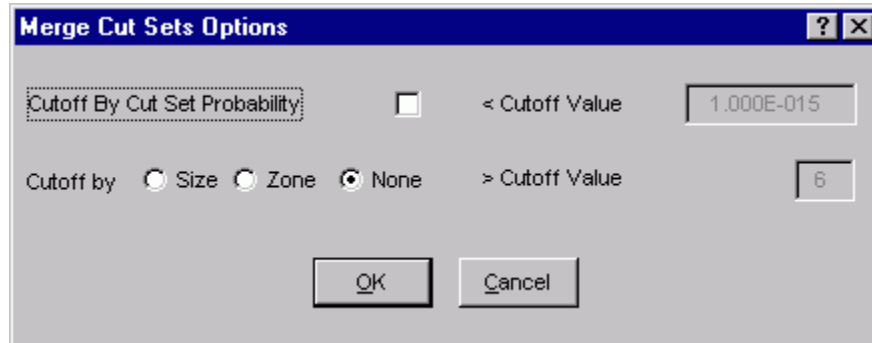 Merge Cut Sets Options ?
Cutoff By Cut Set Probability < Cutoff Value 1.000E-015
Cutoff by Size Zone None > Cutoff Value 6
OK Cancel